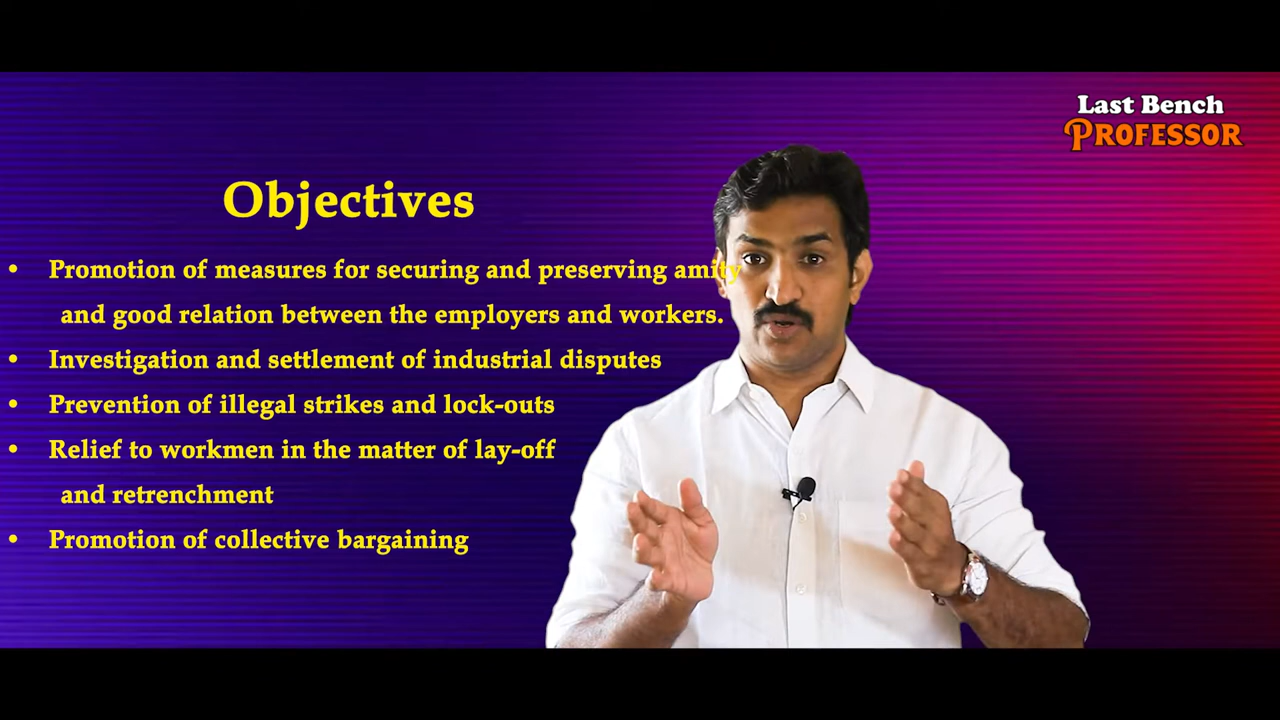 Last Bench
PROFESSOR
Objectives
• Promotion of measures for securing and preserving amity
and good relation between the employers and workers.
• Investigation and settlement of industrial disputes
• Prevention of illegal strikes and lock-outs
• Relief to workmen in the matter of lay-off
and retrenchment
• Promotion of collective bargaining